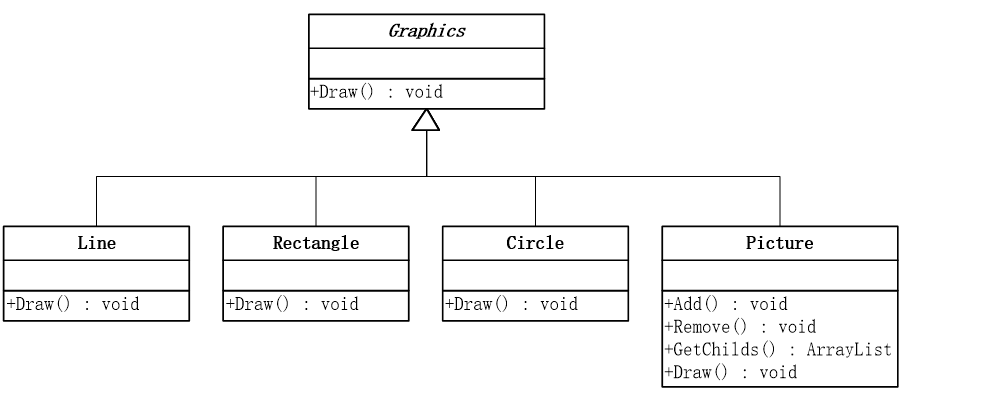 Graphics
+Draw() : void
Line
+Draw() : void
Rectangle
+Draw() : void
Circle
+Draw() : void
Picture
+Add() : void
+Remove() : void
+GetChilds() : ArrayList
+Draw() : void